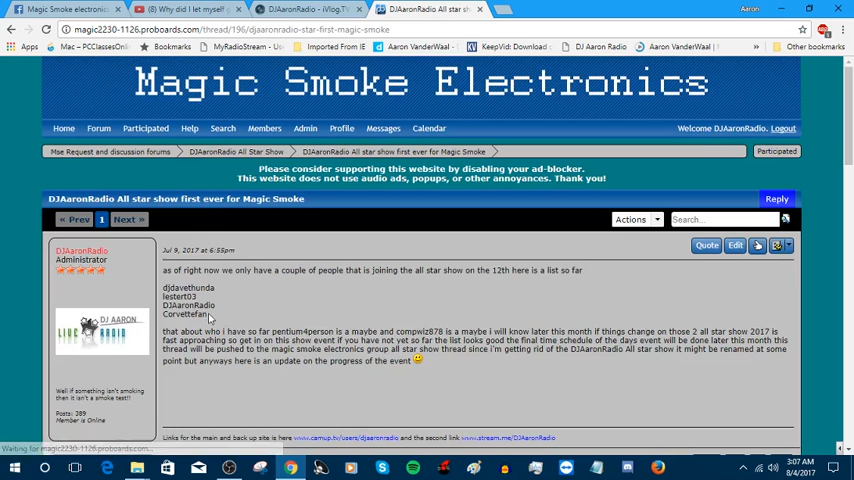 Magic Smoke electronics
(8) Why did I let myself g
DJAaronRadio - iVlog.TV
DJAaronRadio All star sh
Aaron
magic2230-1126.proboards.com/thread/196/djaaronradio-star-first-magic-smoke
Apps
Mac – PCClassesOnlin
Bookmarks
MyRadioStream - Us
Imported From IE
Aaron VanderWaal
KeepVid: Download
DJ Aaron Radio
Aaron VanderWaal (
Other bookmarks
Magic Smoke Electronics
Home Forum Participated Help Search Members Admin Profile Messages Calendar Welcome DJAaronRadio. Logout
Mse Request and discussion forums DJAaronRadio All Star Show DJAaronRadio All star show first ever for Magic Smoke Participated
Please consider supporting this website by disabling your ad-blocker.
This website does not use audio ads, popups, or other annoyances. Thank you!
DJAaronRadio All star show first ever for Magic Smoke Reply
« Prev 1 Next » Actions Search...
DJAaronRadio
Administrator
LIVE RADIO
DJ AARON
Well if something isn't smoking
then it isn't a smoke test!!
Posts: 389
Member is Online
Jul 9, 2017 at 6:55pm Quote Edit
as of right now we only have a couple of people that is joining the all star show on the 12th here is a list so far
djdavethunda
lestert03
DJAaronRadio
Corvettefan
that about who i have so far pentium4person is a maybe and compwiz878 is a maybe i will know later this month if things change on those 2 all star show 2017 is
fast approaching so get in on this show event if you have not yet so far the list looks good the final time schedule of the days event will be done later this month this
thread will be pushed to the magic smoke electronics group all star show thread since i'm getting rid of the DJAaronRadio All star show it might be renamed at some
point but anyways here is an update on the progress of the event
Links for the main and back up site is here www.camup.tv/users/djaaronradio and the second link www.stream.me/DJAaronRadio
Waiting for magic2230-1126.proboards.com...
3:07 AM
8/4/2017